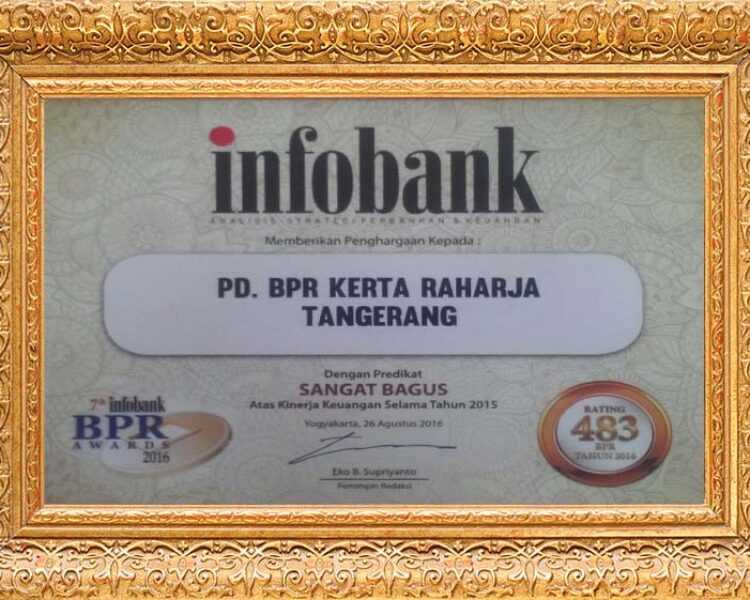 infobank
ANALISIS • STRATEGI PERBANKAN & KEUANGAN
Memberikan Penghargaan Kepada :
PD. BPR KERTA RAHARJA
TANGERANG
Dengan Predikat
SANGAT BAGUS
Atas Kinerja Keuangan Selama Tahun 2015
Yogyakarta, 26 Agustus 2016
Eko B. Supriyanto
Pemimpin Redaksi
7th infobank
BPR
AWARDS
2016
RATING
483
BPR
TAHUN 2016